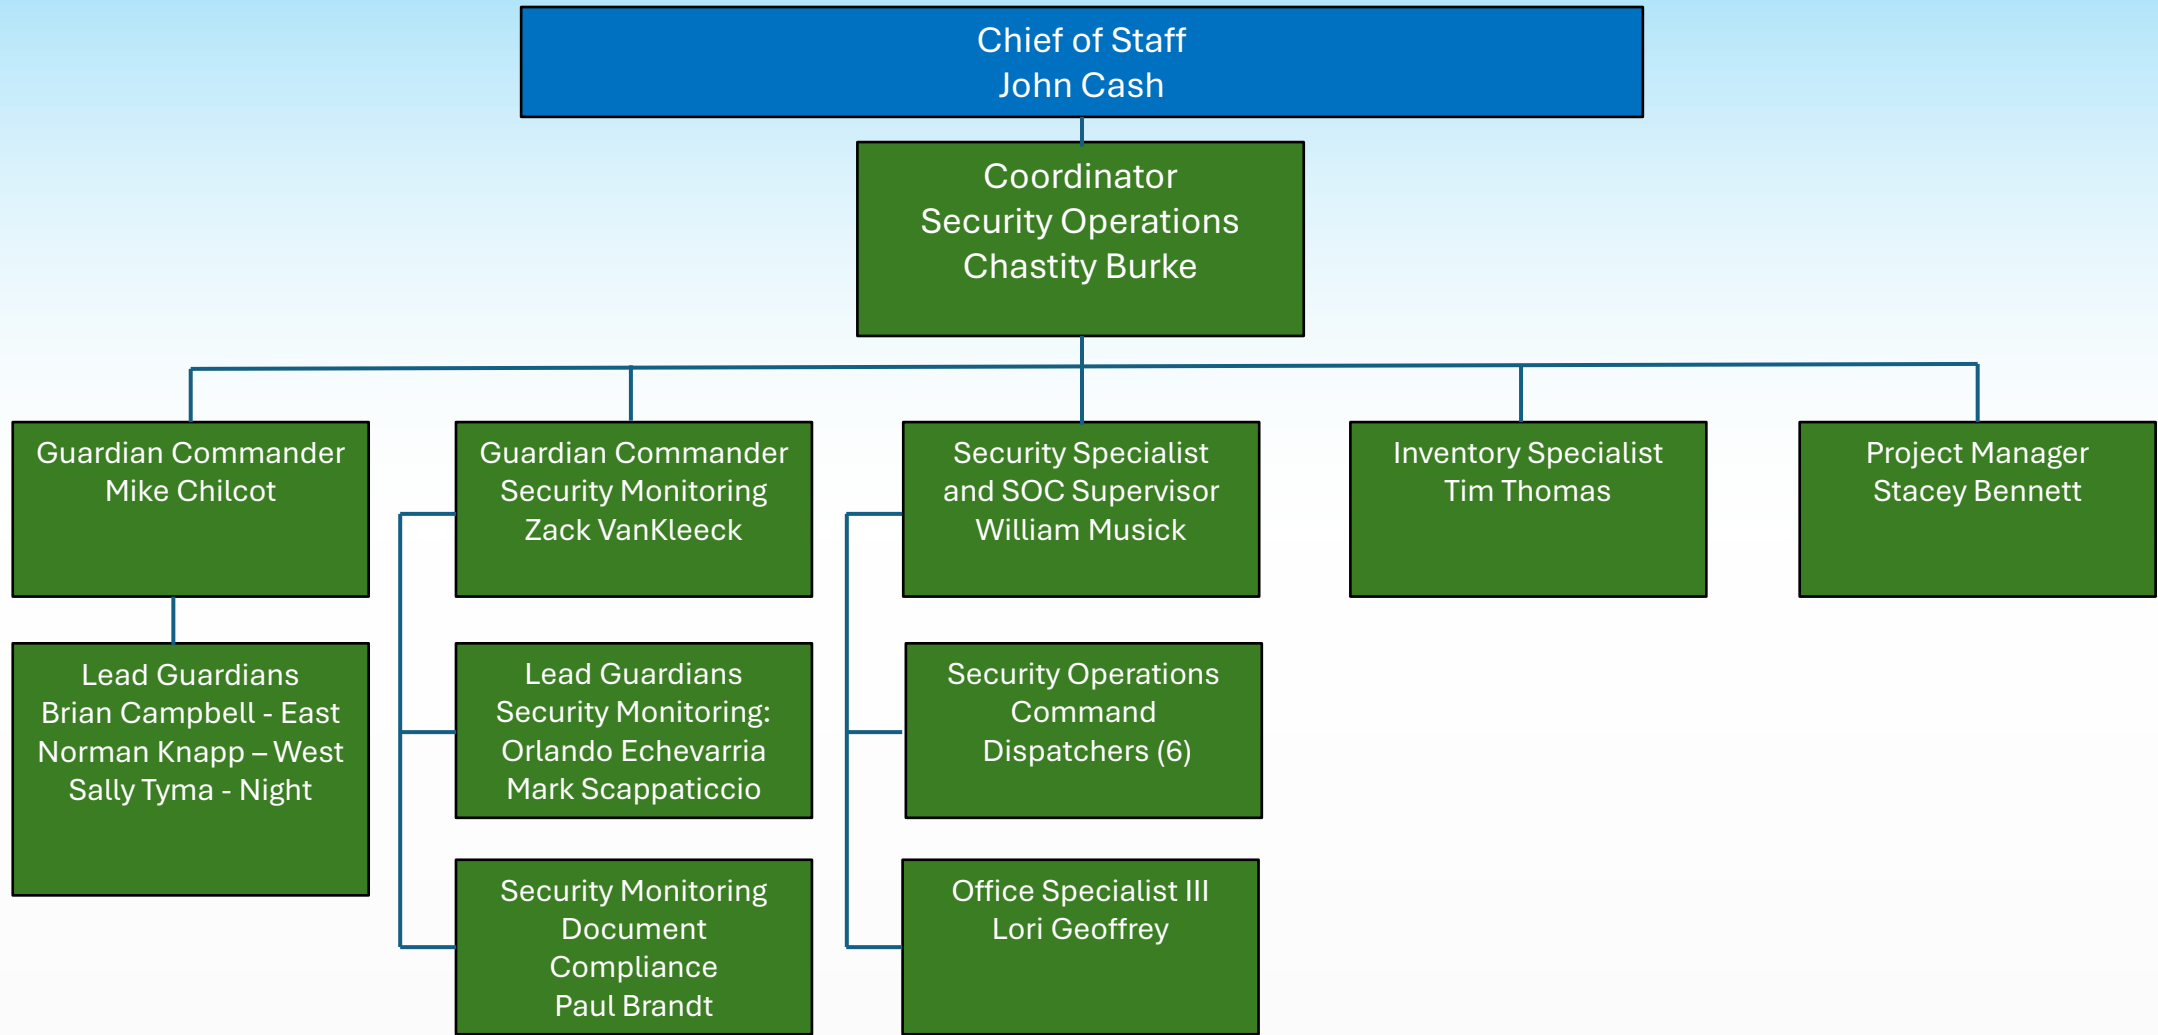 Chief of Staff
John Cash
Coordinator
Security Operations
Chastity Burke
Guardian Commander
Mike Chilcot
Guardian Commander
Security Monitoring
Zack VanKleeck
Security Specialist
and SOC Supervisor
William Musick
Inventory Specialist
Tim Thomas
Project Manager
Stacey Bennett
Lead Guardians
Brian Campbell - East
Norman Knapp – West
Sally Tyma - Night
Lead Guardians
Security Monitoring:
Orlando Echevarria
Mark Scappaticcio
Security Operations
Command
Dispatchers (6)
Security Monitoring
Document
Compliance
Paul Brandt
Office Specialist III
Lori Geoffrey